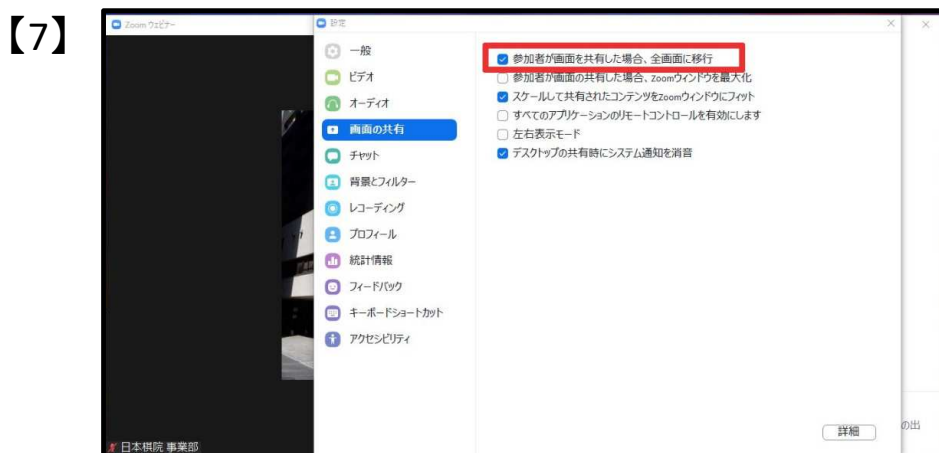 【7】
Zoom ウェビナー
設定
一般
ビデオ
オーディオ
画面の共有
チャット
背景とフィルター
レコーディング
プロフィール
統計情報
フィードバック
キーボードショートカット
アクセシビリティ
参加者が画面を共有した場合、全画面に移行
参加者が画面の共有した場合、zoomウィンドウを最大化
スケールして共有されたコンテンツをzoomウィンドウにフィット
すべてのアプリケーションのリモートコントロールを有効にします
左右表示モード
デスクトップの共有時にシステム通知を消音
詳細
の出
日本棋院 事業部